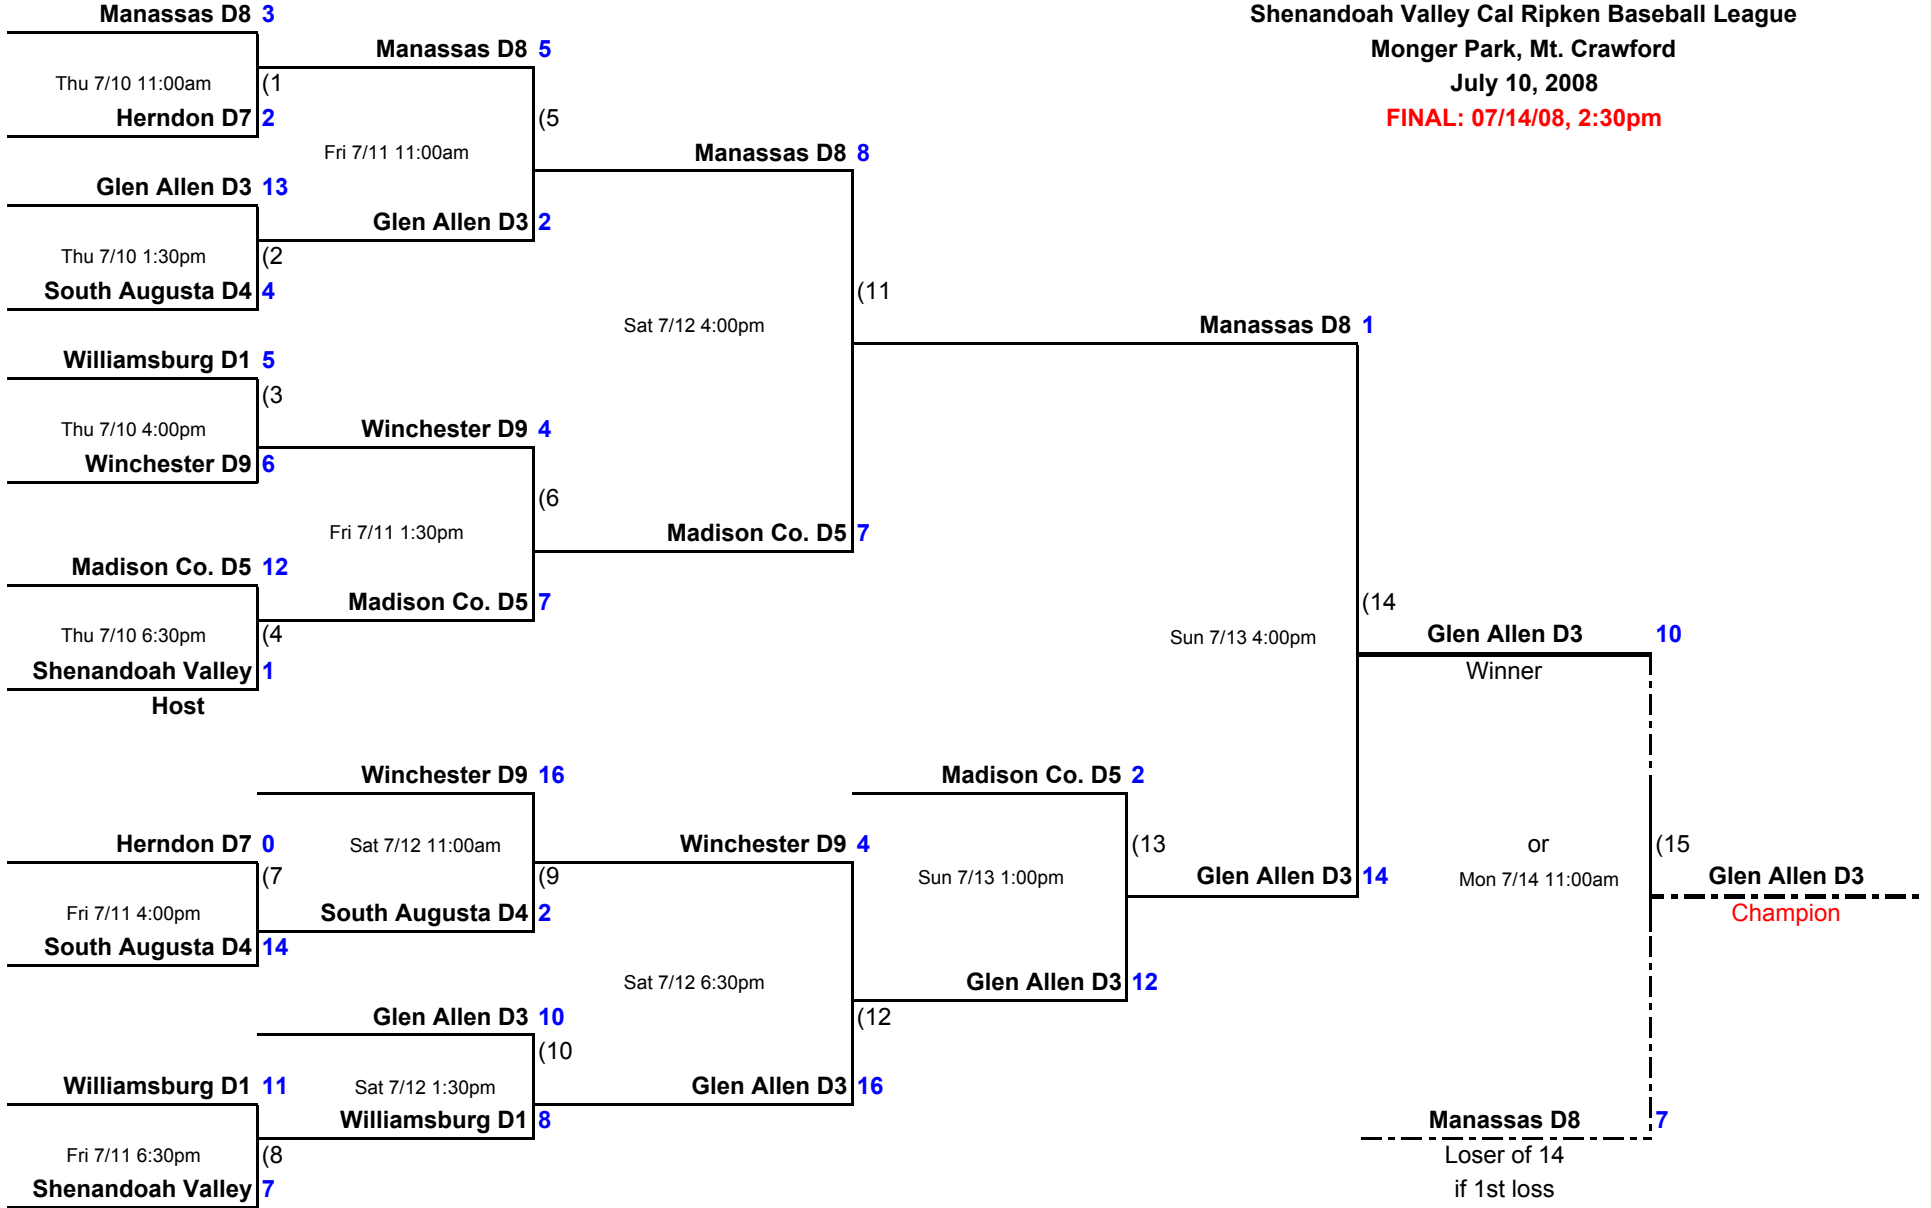 Manassas D8 3
Shenandoah Valley Cal Ripken Baseball League
Manassas D8 5
Monger Park, Mt. Crawford
Thu 7/10 11:00am (1
July 10, 2008
Herndon D7 2
(5
FINAL: 07/14/08, 2:30pm
Fri 7/11 11:00am
Manassas D8 8
Glen Allen D3 13
Glen Allen D3 2
Thu 7/10 1:30pm (2
South Augusta D4 4
(11
Sat 7/12 4:00pm
Manassas D8 1
Williamsburg D1 5
(3
Thu 7/10 4:00pm
Winchester D9 4
Winchester D9 6
(6
Fri 7/11 1:30pm
Madison Co. D5 7
Madison Co. D5 12
Madison Co. D5 7
(14
Thu 7/10 6:30pm (4
Sun 7/13 4:00pm
Glen Allen D3 10
Shenandoah Valley 1
Winner
Host
Winchester D9 16
Madison Co. D5 2
Herndon D7 0
Sat 7/12 11:00am
Winchester D9 4
(13
or
(15
(7
(9
Sun 7/13 1:00pm
Glen Allen D3 14
Mon 7/14 11:00am
Glen Allen D3
Fri 7/11 4:00pm
South Augusta D4 2
Champion
South Augusta D4 14
Sat 7/12 6:30pm
Glen Allen D3 12
Glen Allen D3 10
(12
(10
Williamsburg D1 11
Sat 7/12 1:30pm
Glen Allen D3 16
Williamsburg D1 8
Manassas D8 7
Fri 7/11 6:30pm (8
Loser of 14
Shenandoah Valley 7
if 1st loss